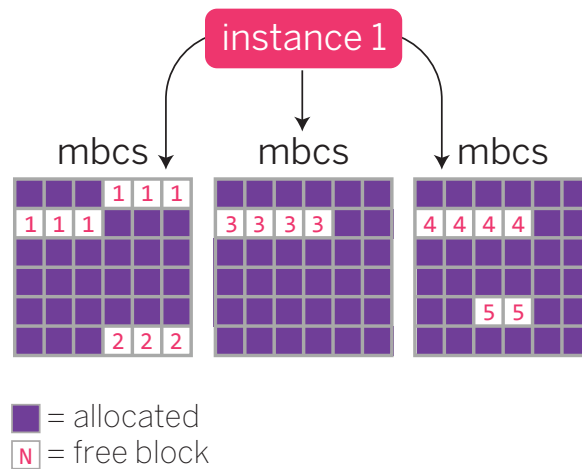 instance 1
mbcs mbcs mbcs
1 1 1
1 1 1 3 3 3 3 4 4 4 4
5 5
2 2 2
= allocated
N = free block